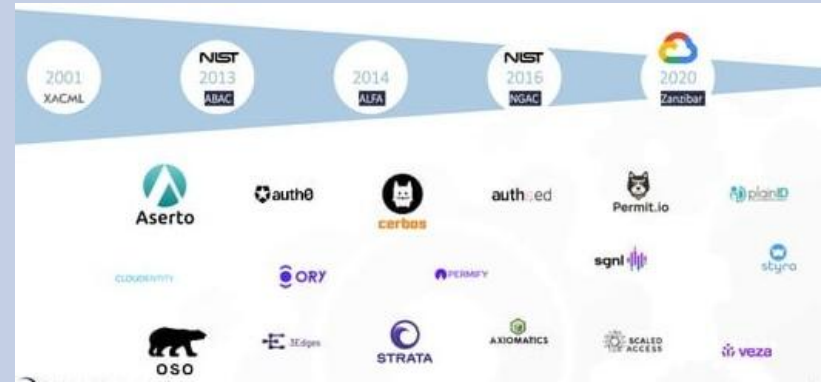 NIST
NIST
2001
2013
2014
2016
2020
XACML
ABAC
ALFA
NGAC
Zanzibar
Aserto
auth0
cerbos
authzed
Permit.io
plainID
CLOUDENTITY
ORY
PERMIFY
sgnl
styra
OSO
3Edges
STRATA
AXIOMATICS
SCALED
ACCESS
veza